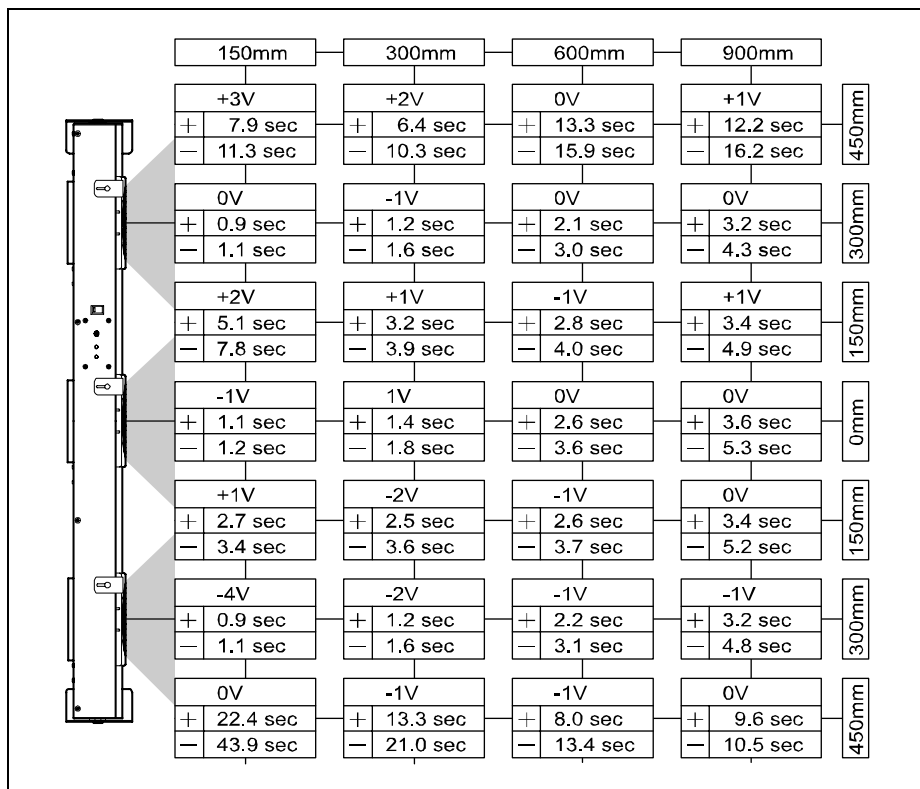 150mm 300mm 600mm 900mm
+3V +2V 0V +1V
+ 7.9 sec + 6.4 sec + 13.3 sec + 12.2 sec
450mm
− 11.3 sec − 10.3 sec − 15.9 sec − 16.2 sec
0V -1V 0V 0V
+ 0.9 sec + 1.2 sec + 2.1 sec + 3.2 sec
300mm
− 1.1 sec − 1.6 sec − 3.0 sec − 4.3 sec
+2V +1V -1V +1V
+ 5.1 sec + 3.2 sec + 2.8 sec + 3.4 sec
150mm
− 7.8 sec − 3.9 sec − 4.0 sec − 4.9 sec
-1V 1V 0V 0V
+ 1.1 sec + 1.4 sec + 2.6 sec + 3.6 sec
0mm
− 1.2 sec − 1.8 sec − 3.6 sec − 5.3 sec
+1V -2V -1V 0V
+ 2.7 sec + 2.5 sec + 2.6 sec + 3.4 sec
150mm
− 3.4 sec − 3.6 sec − 3.7 sec − 5.2 sec
-4V -2V -1V -1V
+ 0.9 sec + 1.2 sec + 2.2 sec + 3.2 sec
300mm
− 1.1 sec − 1.6 sec − 3.1 sec − 4.8 sec
0V -1V -1V 0V
+ 22.4 sec + 13.3 sec + 8.0 sec + 9.6 sec
450mm
− 43.9 sec − 21.0 sec − 13.4 sec − 10.5 sec